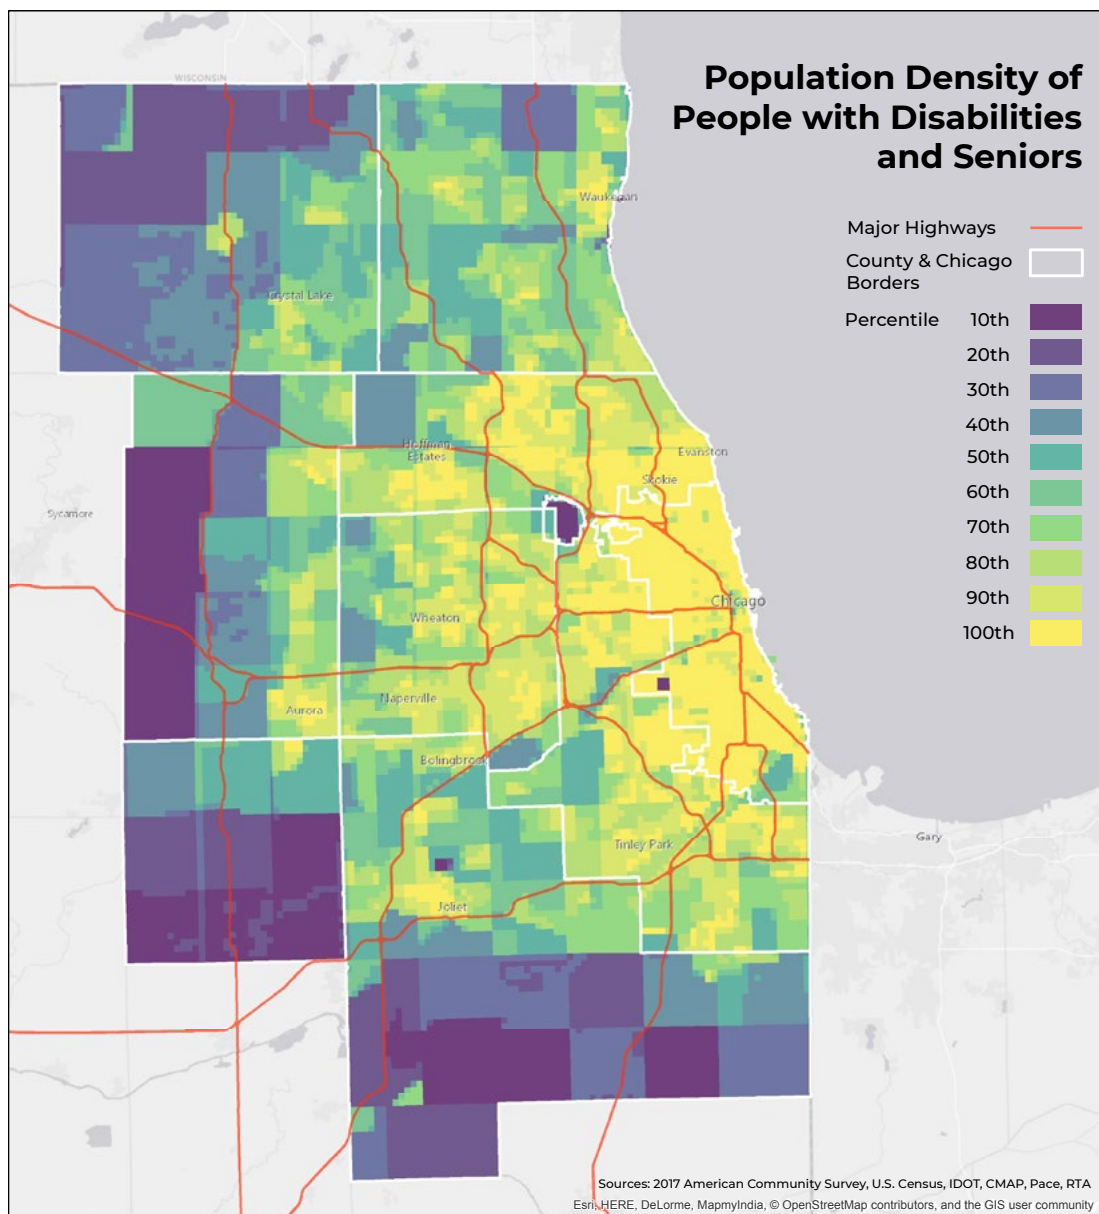 WISCONSIN
Population Density of
People with Disabilities
and Seniors
Waukegan
Major Highways
County & Chicago
Borders
Crystal Lake
Percentile 10th
20th
30th
40th
50th
60th
70th
80th
90th
100th
Hoffman
Estates
Evanston
Skokie
Sycamore
Chicago
Wheaton
Naperville
Aurora
Bolingbrook
Gary
Tinley Park
Joliet
Sources: 2017 American Community Survey, U.S. Census, IDOT, CMAP, Pace, RTA
Esri, HERE, DeLorme, MapmyIndia, © OpenStreetMap contributors, and the GIS user community